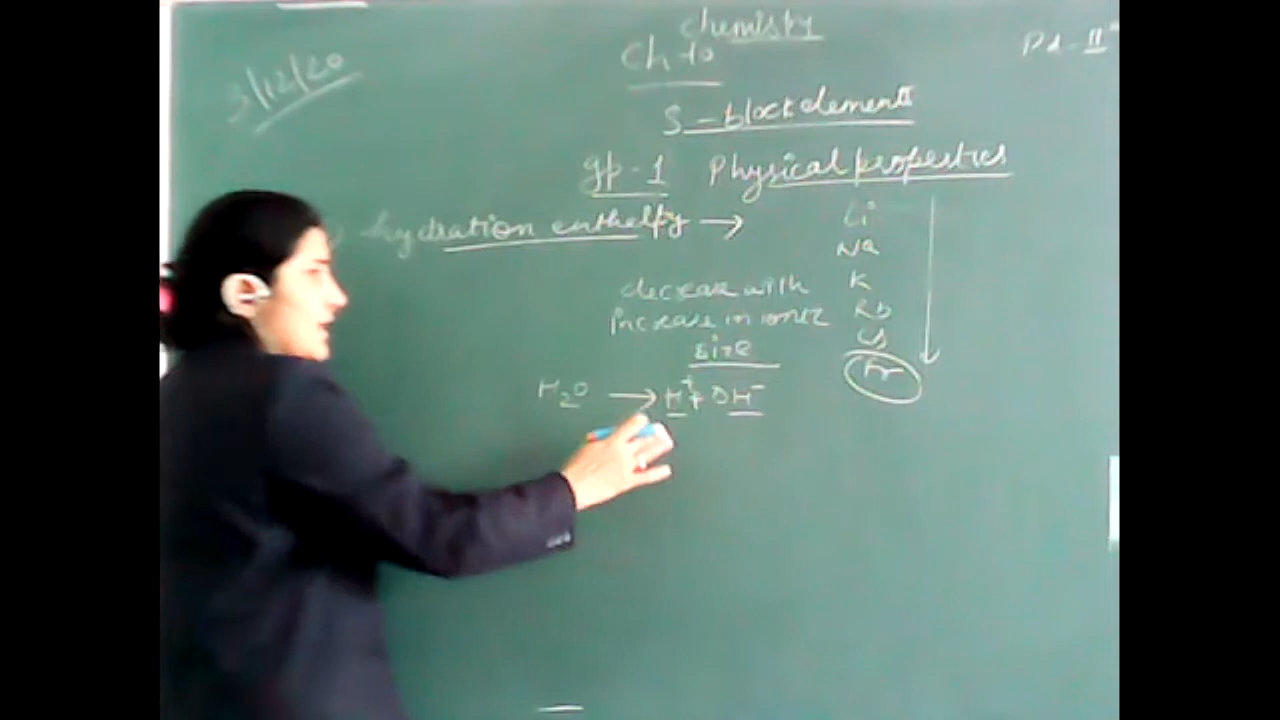 Chemistry
3/12/20
Ch-10
Pd-II
S-block elements
gp-1 Physical properties
hydration enthalpy →
Li
Na
K
Rb
Cs
Fr
decrease with
increase in ionic
size
H2O → H+ + OH-